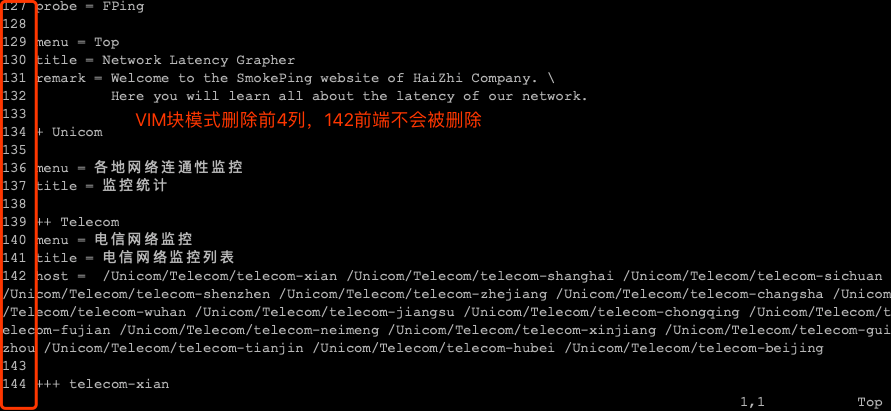 127 probe = FPing
128
129 menu = Top
130 title = Network Latency Grapher
131 remark = Welcome to the SmokePing website of HaiZhi Company. \
132          Here you will learn all about the latency of our network.
133
VIM块模式删除前4列，142前端不会被删除
134 + Unicom
135
136 menu = 各地网络连通性监控
137 title = 监控统计
138
139 ++ Telecom
140 menu = 电信网络监控
141 title = 电信网络监控列表
142 host =  /Unicom/Telecom/telecom-xian /Unicom/Telecom/telecom-shanghai /Unicom/Telecom/telecom-sichuan
/Unicom/Telecom/telecom-shenzhen /Unicom/Telecom/telecom-zhejiang /Unicom/Telecom/telecom-changsha /Unicom
/Telecom/telecom-wuhan /Unicom/Telecom/telecom-jiangsu /Unicom/Telecom/telecom-chongqing /Unicom/Telecom/t
elecom-fujian /Unicom/Telecom/telecom-neimeng /Unicom/Telecom/telecom-xinjiang /Unicom/Telecom/telecom-gui
zhou /Unicom/Telecom/telecom-tianjin /Unicom/Telecom/telecom-hubei /Unicom/Telecom/telecom-beijing
143
144 +++ telecom-xian
1,1 Top